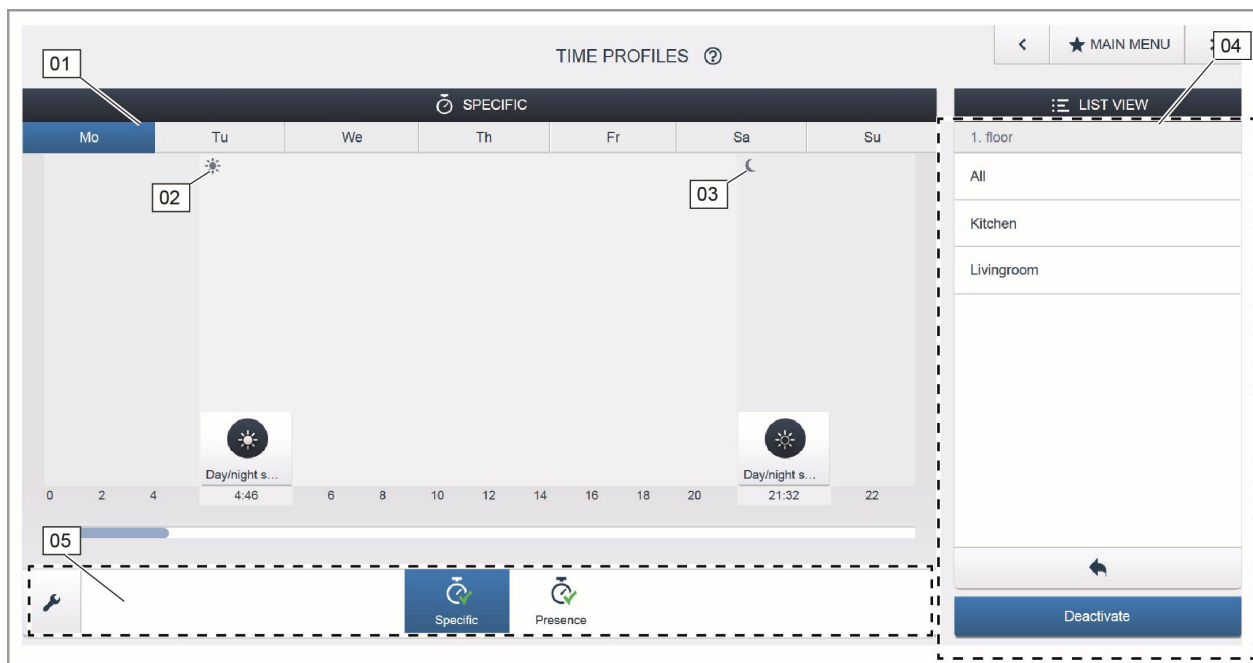 TIME PROFILES ?
< ★ MAIN MENU
01
04
SPECIFIC
LIST VIEW
Mo Tu We Th Fr Sa Su
1. floor
02
03
All
Kitchen
Livingroom
Day/night s... Day/night s...
0 2 4 4:46 6 8 10 12 14 16 18 20 21:32 22
05
Specific Presence
Deactivate